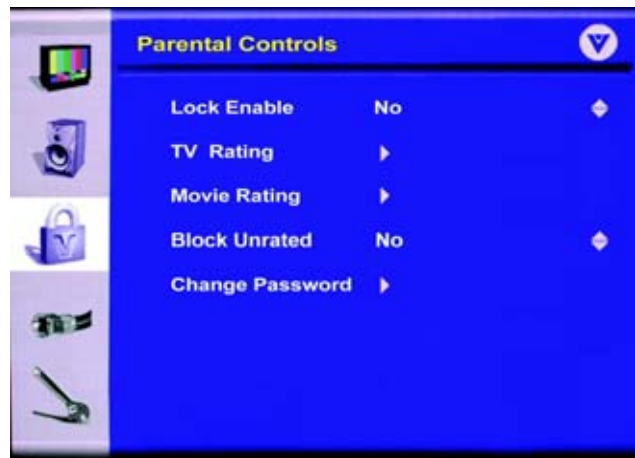 Parental Controls
V
Lock Enable No
TV Rating
Movie Rating
Block Unrated No
Change Password